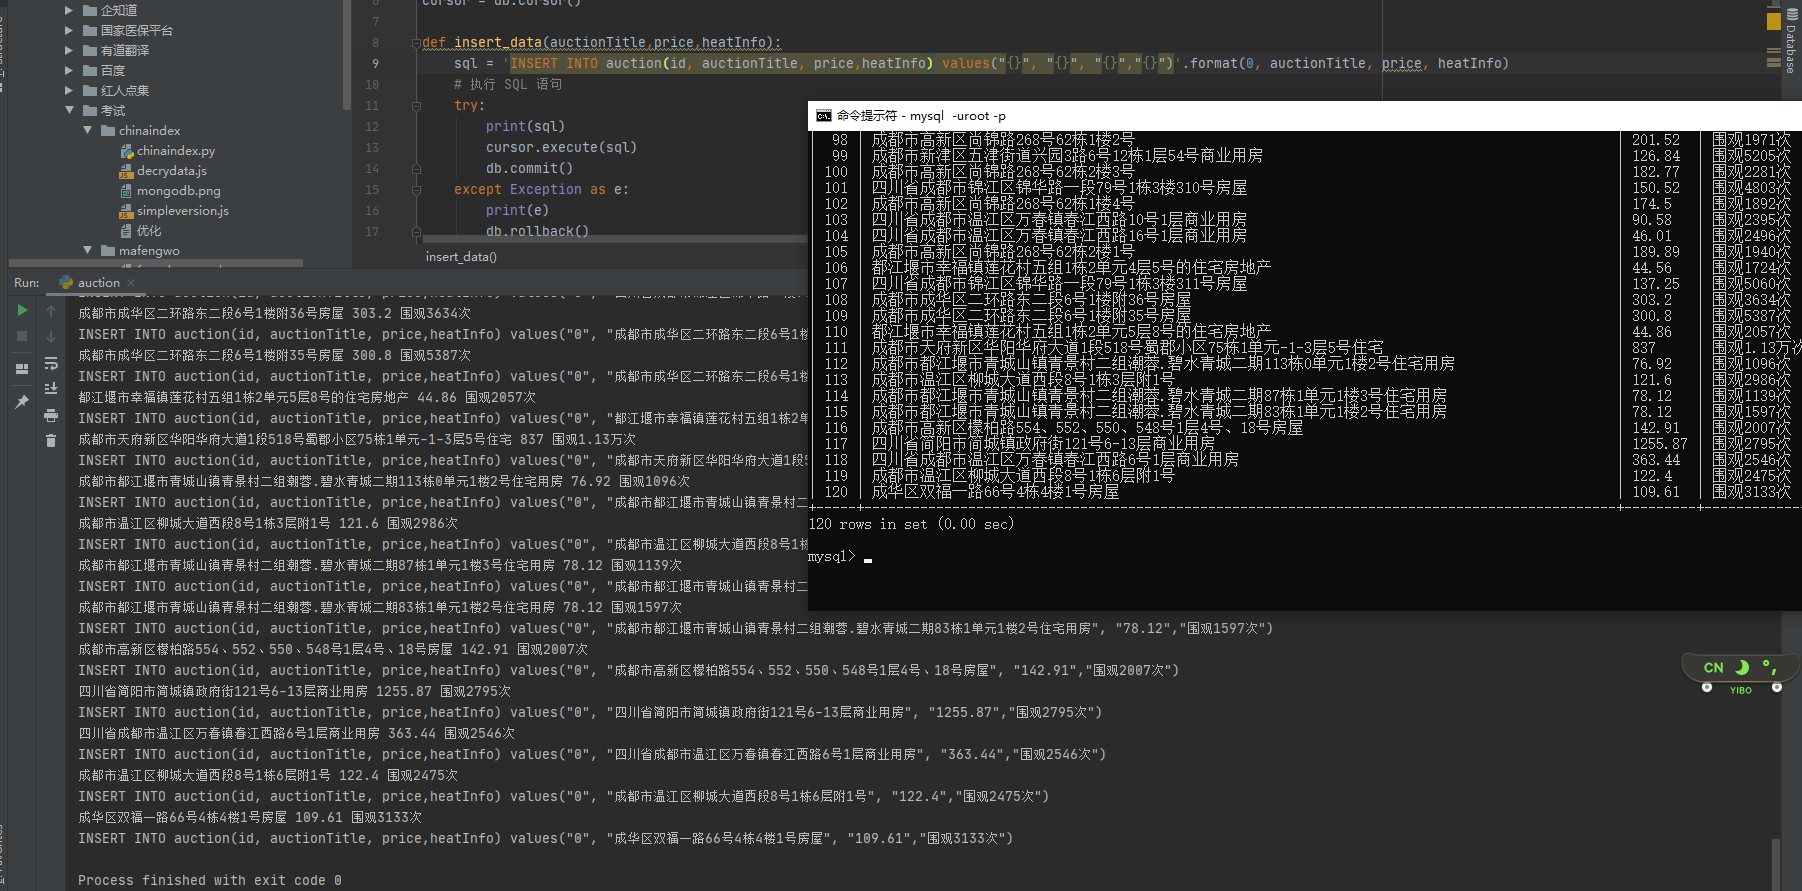 企知道
国家医保平台
有道翻译
百度
红人点集
考试
chinaindex
chinaindex.py
decrydata.js
mongodb.png
simpleversion.js
优化
mafengwo
7
8 def insert_data(auctionTitle,price,heatInfo):
9 sql = 'INSERT INTO auction(id, auctionTitle, price,heatInfo) values("{}", "{}", "{}","{}")'.format(0, auctionTitle, price, heatInfo)
10 # 执行 SQL 语句
11 try:
12 print(sql)
13 cursor.execute(sql)
14 db.commit()
15 except Exception as e:
16 print(e)
17 db.rollback()
insert_data()
Database
Run: auction
成都市成华区二环路东二段6号1楼附36号房屋 303.2 围观3634次
INSERT INTO auction(id, auctionTitle, price,heatInfo) values("0", "成都市成华区二环路东二段6号1楼
成都市成华区二环路东二段6号1楼附35号房屋 300.8 围观5387次
INSERT INTO auction(id, auctionTitle, price,heatInfo) values("0", "成都市成华区二环路东二段6号1楼
都江堰市幸福镇莲花村五组1栋2单元5层8号的住宅房地产 44.86 围观2057次
INSERT INTO auction(id, auctionTitle, price,heatInfo) values("0", "都江堰市幸福镇莲花村五组1栋2单
成都市天府新区华阳华府大道1段518号蜀郡小区75栋1单元-1-3层5号住宅 837 围观1.13万次
INSERT INTO auction(id, auctionTitle, price,heatInfo) values("0", "成都市天府新区华阳华府大道1段5
成都市都江堰市青城山镇青景村二组潮蓉.碧水青城二期113栋0单元1楼2号住宅用房 76.92 围观1096次
INSERT INTO auction(id, auctionTitle, price,heatInfo) values("0", "成都市都江堰市青城山镇青景村二
成都市温江区柳城大道西段8号1栋3层附1号 121.6 围观2986次
INSERT INTO auction(id, auctionTitle, price,heatInfo) values("0", "成都市温江区柳城大道西段8号1栋
成都市都江堰市青城山镇青景村二组潮蓉.碧水青城二期87栋1单元1楼3号住宅用房 78.12 围观1139次
INSERT INTO auction(id, auctionTitle, price,heatInfo) values("0", "成都市都江堰市青城山镇青景村二
成都市都江堰市青城山镇青景村二组潮蓉.碧水青城二期83栋1单元1楼2号住宅用房 78.12 围观1597次
INSERT INTO auction(id, auctionTitle, price,heatInfo) values("0", "成都市都江堰市青城山镇青景村二组潮蓉.碧水青城二期83栋1单元1楼2号住宅用房", "78.12","围观1597次")
成都市高新区檬柏路554、552、550、548号1层4号、18号房屋 142.91 围观2007次
INSERT INTO auction(id, auctionTitle, price,heatInfo) values("0", "成都市高新区檬柏路554、552、550、548号1层4号、18号房屋", "142.91","围观2007次")
四川省简阳市简城镇政府街121号6-13层商业用房 1255.87 围观2795次
INSERT INTO auction(id, auctionTitle, price,heatInfo) values("0", "四川省简阳市简城镇政府街121号6-13层商业用房", "1255.87","围观2795次")
四川省成都市温江区万春镇春江西路6号1层商业用房 363.44 围观2546次
INSERT INTO auction(id, auctionTitle, price,heatInfo) values("0", "四川省成都市温江区万春镇春江西路6号1层商业用房", "363.44","围观2546次")
成都市温江区柳城大道西段8号1栋6层附1号 122.4 围观2475次
INSERT INTO auction(id, auctionTitle, price,heatInfo) values("0", "成都市温江区柳城大道西段8号1栋6层附1号", "122.4","围观2475次")
成华区双福一路66号4栋4楼1号房屋 109.61 围观3133次
INSERT INTO auction(id, auctionTitle, price,heatInfo) values("0", "成华区双福一路66号4栋4楼1号房屋", "109.61","围观3133次")
Process finished with exit code 0
命令提示符 - mysql -uroot -p
| 98 | 成都市高新区尚锦路268号62栋1楼2号 | 201.52 | 围观1971次
| 99 | 成都市新津区五津街道兴园3路6号12栋1层54号商业用房 | 126.84 | 围观5205次
| 100 | 成都市高新区尚锦路268号62栋2楼3号 | 182.77 | 围观2281次
| 101 | 四川省成都市锦江区锦华路一段79号1栋3楼310号房屋 | 150.52 | 围观4803次
| 102 | 成都市高新区尚锦路268号62栋1楼4号 | 174.5 | 围观1892次
| 103 | 四川省成都市温江区万春镇春江西路10号1层商业用房 | 90.58 | 围观2395次
| 104 | 四川省成都市温江区万春镇春江西路16号1层商业用房 | 46.01 | 围观2496次
| 105 | 成都市高新区尚锦路268号62栋2楼1号 | 189.89 | 围观1940次
| 106 | 都江堰市幸福镇莲花村五组1栋2单元4层5号的住宅房地产 | 44.56 | 围观1724次
| 107 | 四川省成都市锦江区锦华路一段79号1栋3楼311号房屋 | 137.25 | 围观5060次
| 108 | 成都市成华区二环路东二段6号1楼附36号房屋 | 303.2 | 围观3634次
| 109 | 成都市成华区二环路东二段6号1楼附35号房屋 | 300.8 | 围观5387次
| 110 | 都江堰市幸福镇莲花村五组1栋2单元5层8号的住宅房地产 | 44.86 | 围观2057次
| 111 | 成都市天府新区华阳华府大道1段518号蜀郡小区75栋1单元-1-3层5号住宅 | 837 | 围观1.13万次
| 112 | 成都市都江堰市青城山镇青景村二组潮蓉.碧水青城二期113栋0单元1楼2号住宅用房 | 76.92 | 围观1096次
| 113 | 成都市温江区柳城大道西段8号1栋3层附1号 | 121.6 | 围观2986次
| 114 | 成都市都江堰市青城山镇青景村二组潮蓉.碧水青城二期87栋1单元1楼3号住宅用房 | 78.12 | 围观1139次
| 115 | 成都市都江堰市青城山镇青景村二组潮蓉.碧水青城二期83栋1单元1楼2号住宅用房 | 78.12 | 围观1597次
| 116 | 成都市高新区檬柏路554、552、550、548号1层4号、18号房屋 | 142.91 | 围观2007次
| 117 | 四川省简阳市简城镇政府街121号6-13层商业用房 | 1255.87 | 围观2795次
| 118 | 四川省成都市温江区万春镇春江西路6号1层商业用房 | 363.44 | 围观2546次
| 119 | 成都市温江区柳城大道西段8号1栋6层附1号 | 122.4 | 围观2475次
| 120 | 成华区双福一路66号4栋4楼1号房屋 | 109.61 | 围观3133次
120 rows in set (0.00 sec)
mysql>
CN
YIBO